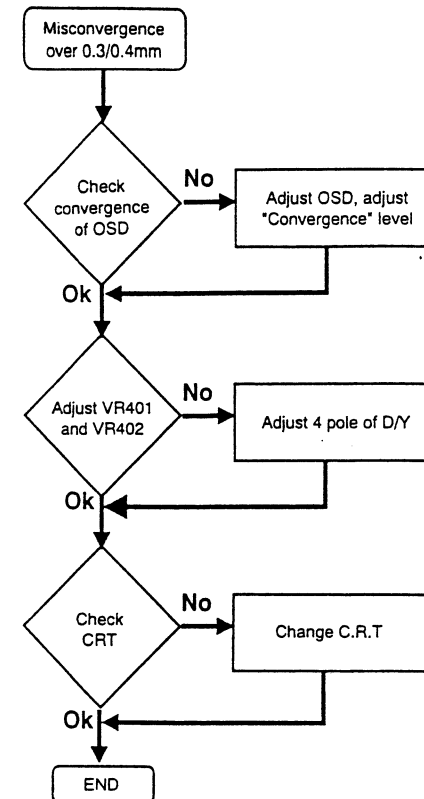 Misconvergence
over 0.3/0.4mm
Check
convergence
of OSD
No
Adjust OSD, adjust
"Convergence" level
Ok
Adjust VR401
and VR402
No
Adjust 4 pole of D/Y
Ok
Check
CRT
No
Change C.R.T
Ok
END